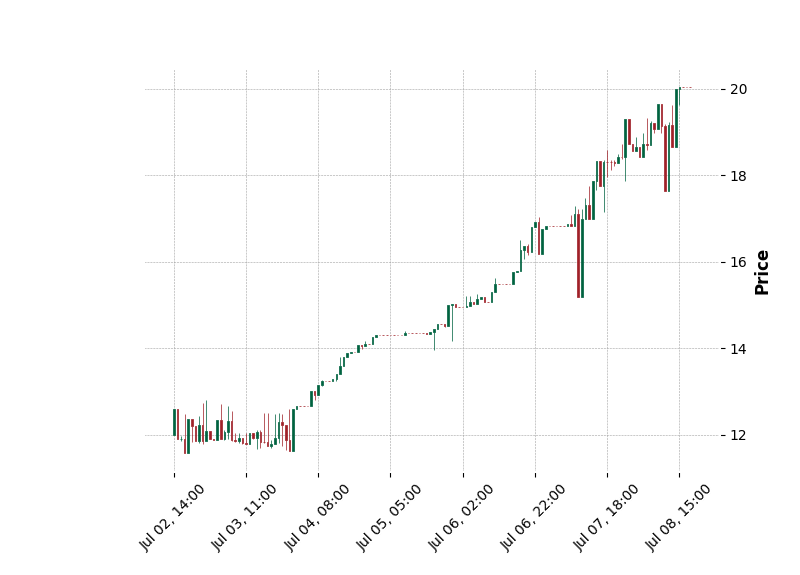 20
18
16
14
12
Price
Jul 02, 14:00
Jul 03, 11:00
Jul 04, 08:00
Jul 05, 05:00
Jul 06, 02:00
Jul 06, 22:00
Jul 07, 18:00
Jul 08, 15:00